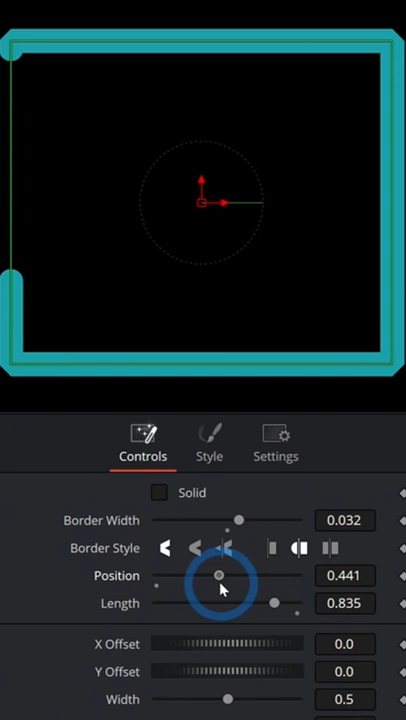 Controls Style Settings
Solid
Border Width 0.032
Border Style
Position 0.441
Length 0.835
X Offset 0.0
Y Offset 0.0
Width 0.5